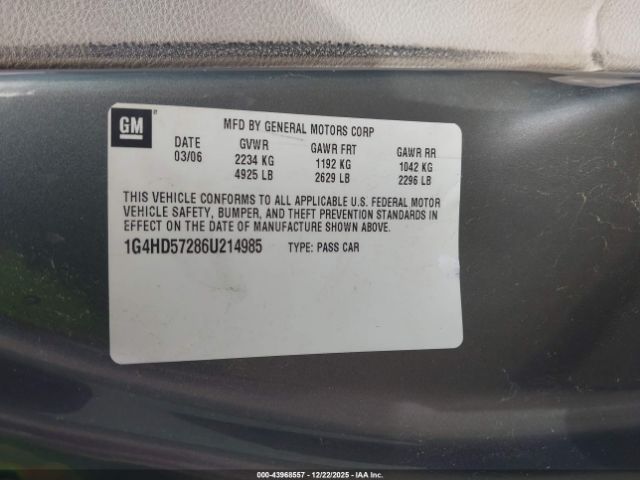 GM
MFD BY GENERAL MOTORS CORP
DATE GVWR GAWR FRT GAWR RR
03/06 2234 KG 1192 KG 1042 KG
4925 LB 2629 LB 2296 LB
THIS VEHICLE CONFORMS TO ALL APPLICABLE U.S. FEDERAL MOTOR
VEHICLE SAFETY, BUMPER, AND THEFT PREVENTION STANDARDS IN
EFFECT ON THE DATE OF MANUFACTURE SHOWN ABOVE.
1G4HD57286U214985 TYPE: PASS CAR
000-43968557 - 12/22/2025 - IAA Inc.